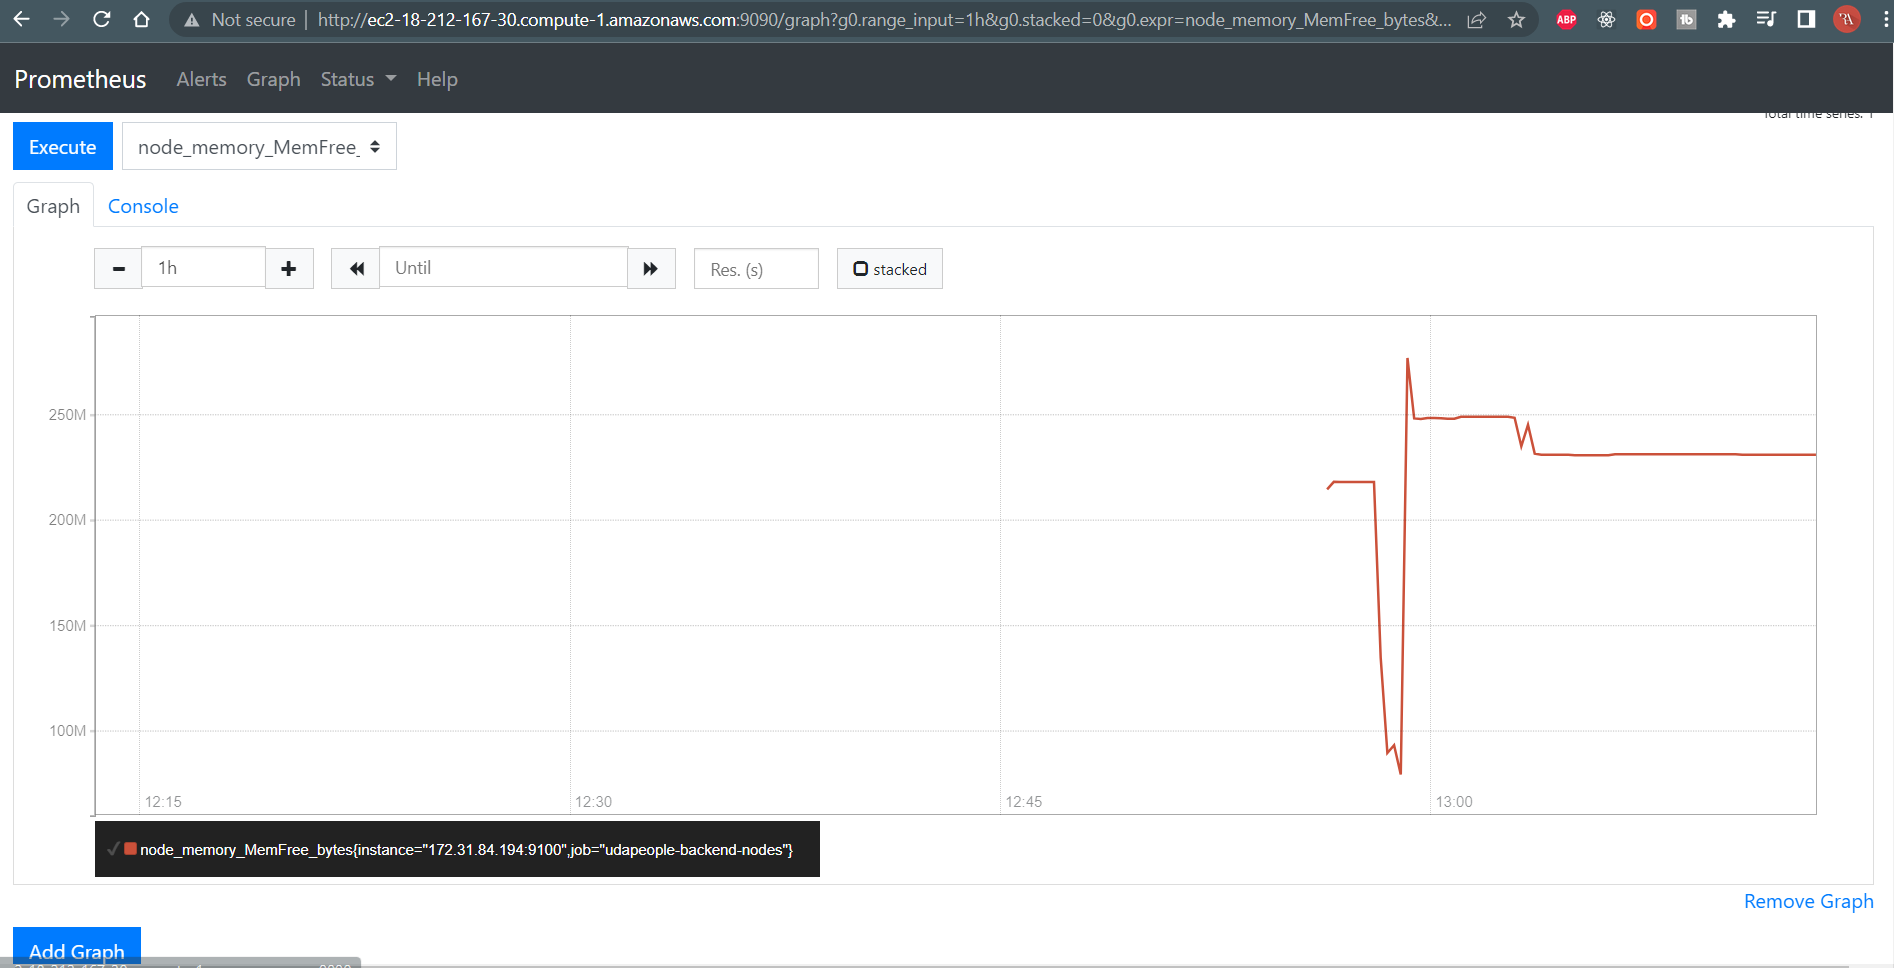 Not secure | http://ec2-18-212-167-30.compute-1.amazonaws.com:9090/graph?g0.range_input=1h&g0.stacked=0&g0.expr=node_memory_MemFree_bytes&... ABP tb RA
Prometheus Alerts Graph Status Help
Total time series: 1
Execute node_memory_MemFree_
Graph Console
1h Until Res. (s) stacked
250M
200M
150M
100M
12:15 12:30 12:45 13:00
node_memory_MemFree_bytes{instance="172.31.84.194:9100",job="udapeople-backend-nodes"}
Remove Graph
Add Graph